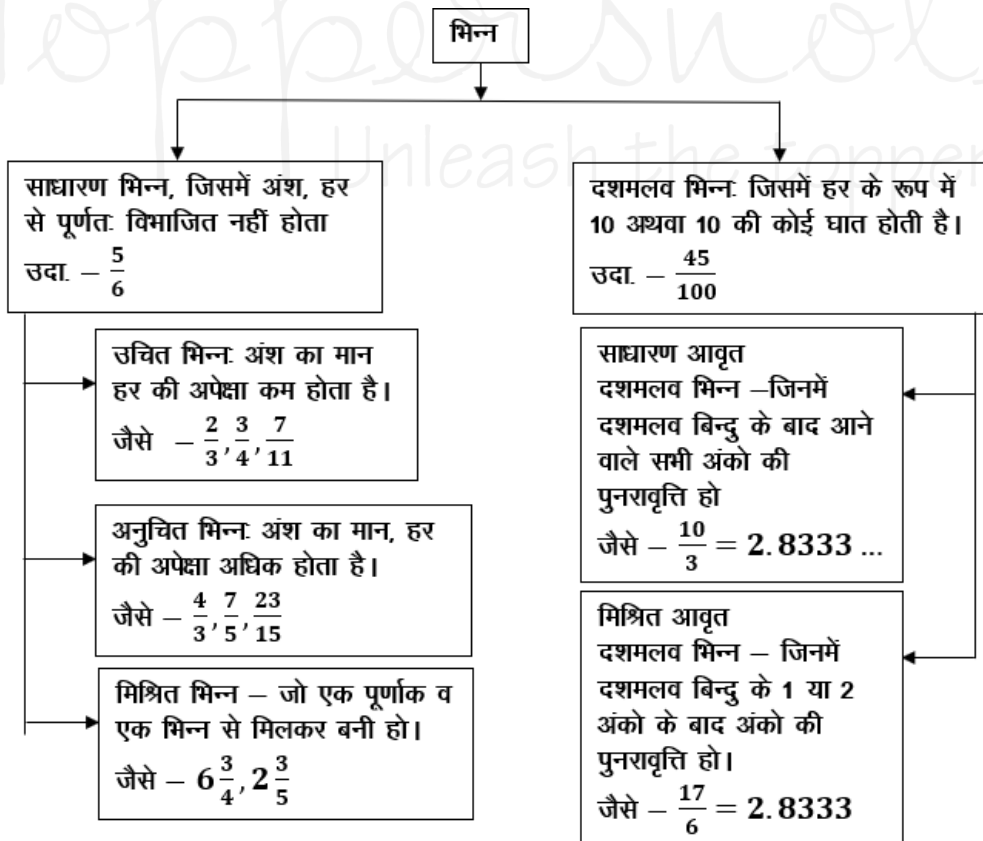 भिन्न
साधारण भिन्न, जिसमें अंश, हर
से पूर्णत: विभाजित नहीं होता
उदा. – 5/6
उचित भिन्न: अंश का मान
हर की अपेक्षा कम होता है।
जैसे – 2/3, 3/4, 7/11
अनुचित भिन्न: अंश का मान, हर
की अपेक्षा अधिक होता है।
जैसे – 4/3, 7/5, 23/15
मिश्रित भिन्न – जो एक पूर्णाक व
एक भिन्न से मिलकर बनी हो।
जैसे – 6 3/4, 2 3/5
दशमलव भिन्न: जिसमें हर के रूप में
10 अथवा 10 की कोई घात होती है।
उदा. – 45/100
साधारण आवृत
दशमलव भिन्न –जिनमें
दशमलव बिन्दु के बाद आने
वाले सभी अंको की
पुनरावृत्ति हो
जैसे – 10/3 = 2.8333 ...
मिश्रित आवृत
दशमलव भिन्न – जिनमें
दशमलव बिन्दु के 1 या 2
अंको के बाद अंको की
पुनरावृत्ति हो।
जैसे – 17/6 = 2.8333
Unleash the topper